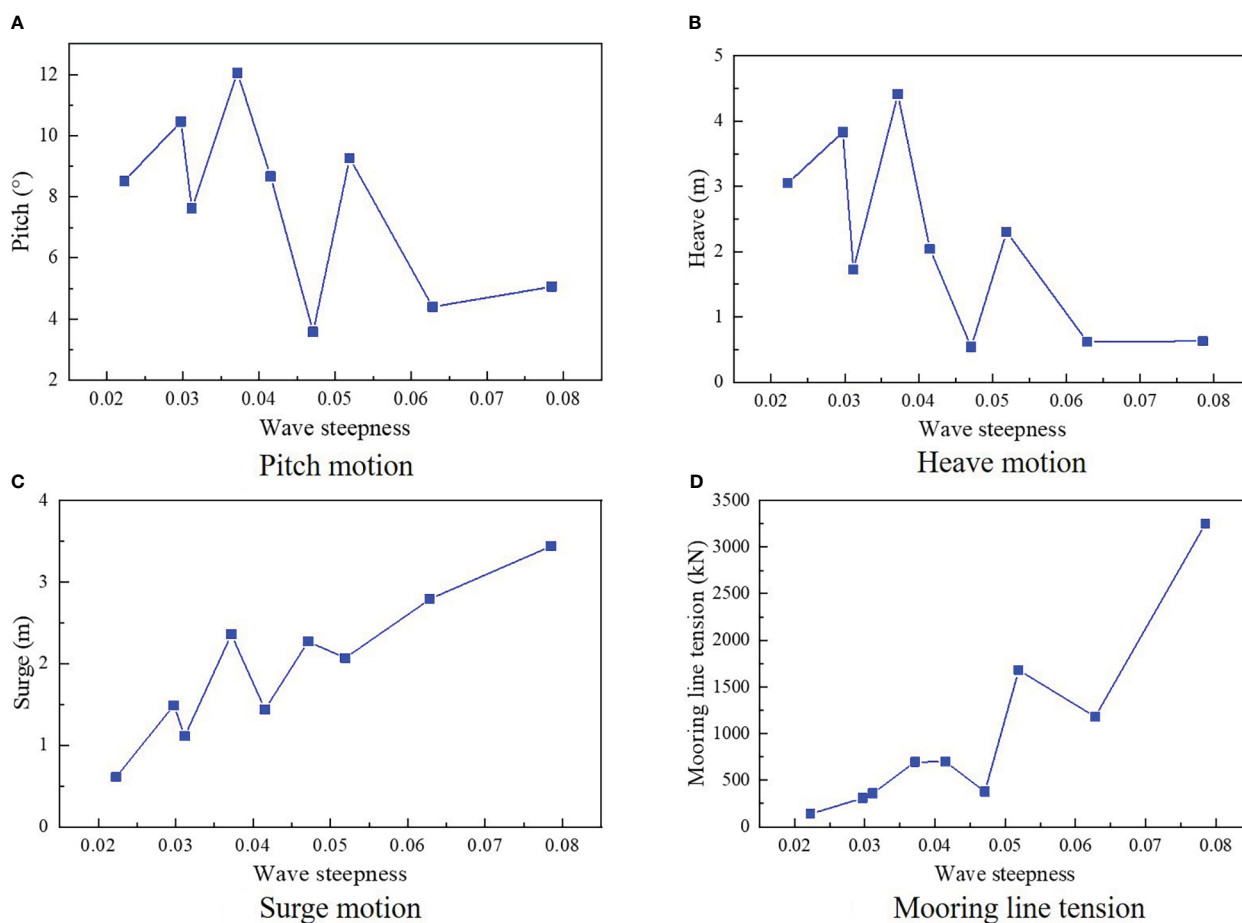 A
12
10
8
6
4
2
Pitch (°)
0.02 0.03 0.04 0.05 0.06 0.07 0.08
Wave steepness
Pitch motion
B
5
4
3
2
1
0
Heave (m)
0.02 0.03 0.04 0.05 0.06 0.07 0.08
Wave steepness
Heave motion
C
4
3
2
1
0
Surge (m)
0.02 0.03 0.04 0.05 0.06 0.07 0.08
Wave steepness
Surge motion
D
3500
3000
2500
2000
1500
1000
500
0
Mooring line tension (kN)
0.02 0.03 0.04 0.05 0.06 0.07 0.08
Wave steepness
Mooring line tension